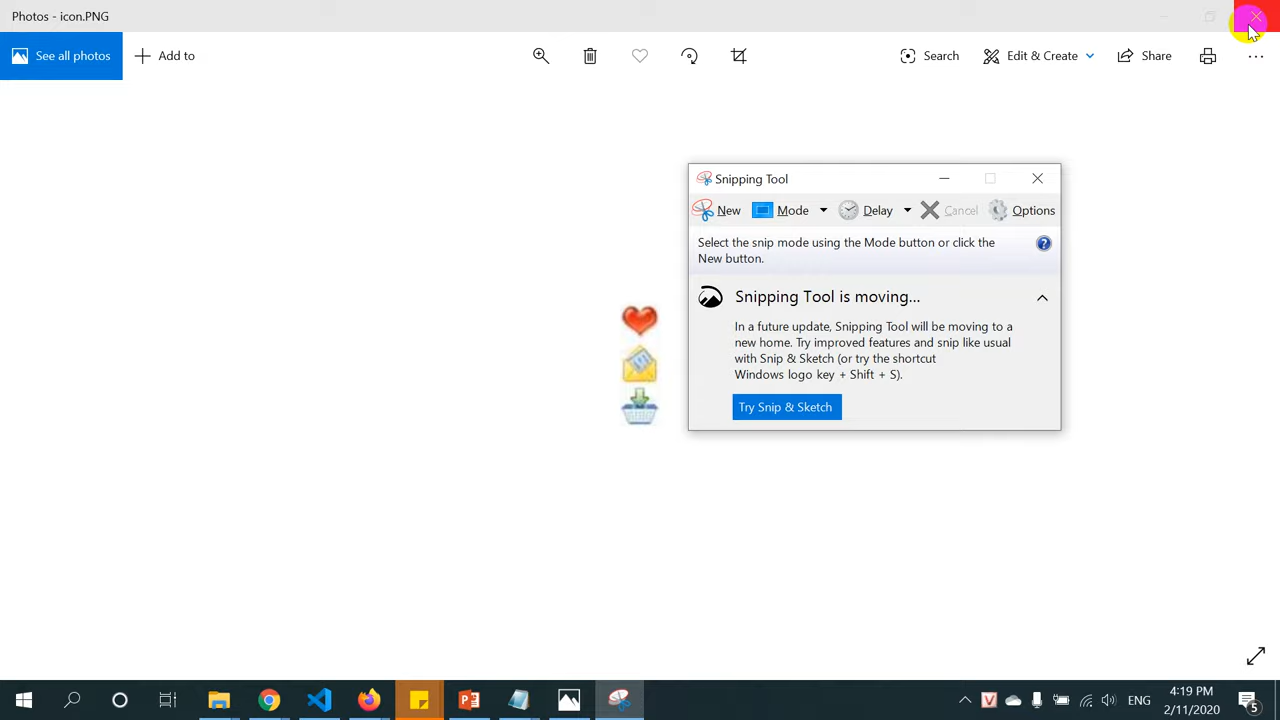 Photos - icon.PNG
See all photos
Add to
Search
Edit & Create
Share
Snipping Tool
New
Mode
Delay
Cancel
Options
Select the snip mode using the Mode button or click the
New button.
Snipping Tool is moving...
In a future update, Snipping Tool will be moving to a
new home. Try improved features and snip like usual
with Snip & Sketch (or try the shortcut
Windows logo key + Shift + S).
Try Snip & Sketch
ENG
4:19 PM
2/11/2020
5